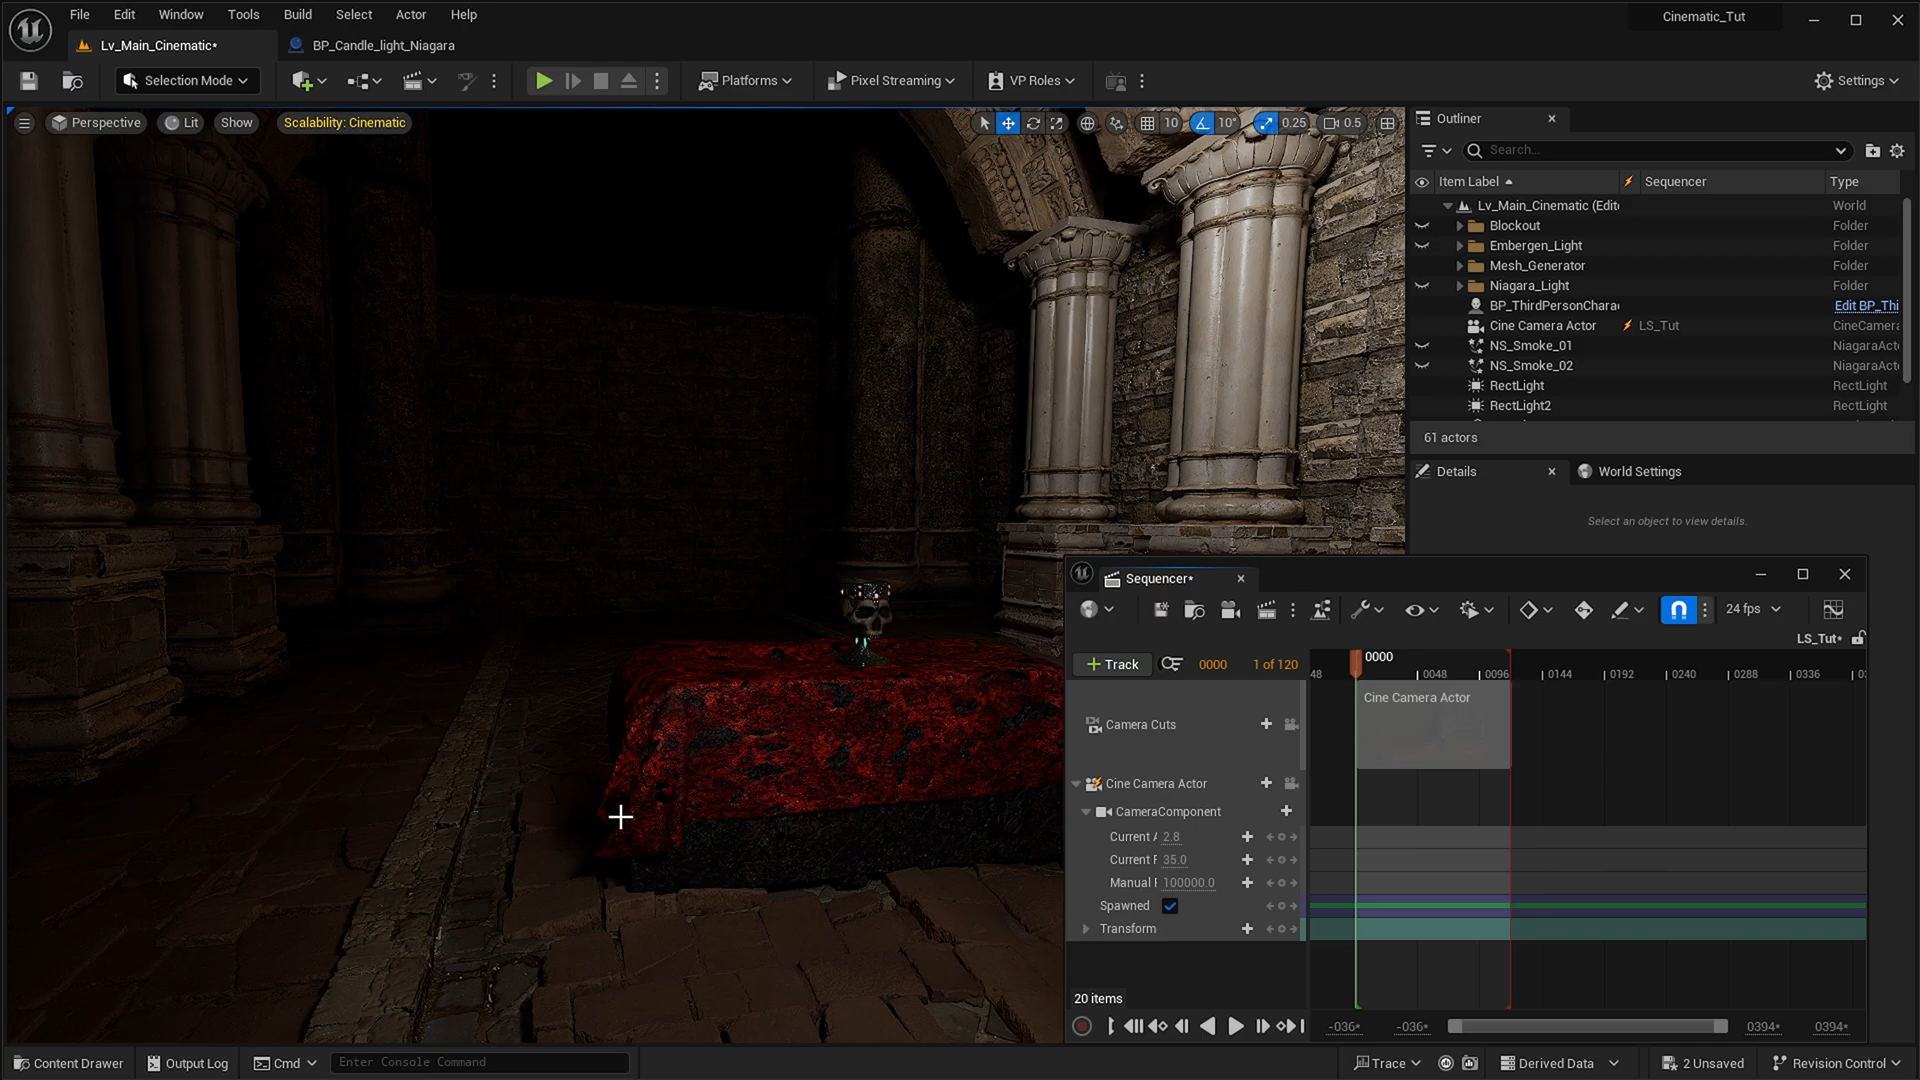 File Edit Window Tools Build Select Actor Help
Cinematic_Tut
Lv_Main_Cinematic* BP_Candle_light_Niagara
Selection Mode Platforms Pixel Streaming VP Roles Settings
Perspective Lit Show Scalability: Cinematic 10 10° 0.25 0.5
Outliner
Search...
Item Label Sequencer Type
Lv_Main_Cinematic (Edito World
Blockout Folder
Embergen_Light Folder
Mesh_Generator Folder
Niagara_Light Folder
BP_ThirdPersonChara Edit BP_Thi
Cine Camera Actor LS_Tut CineCamera
NS_Smoke_01 NiagaraActo
NS_Smoke_02 NiagaraActo
RectLight RectLight
RectLight2 RectLight
61 actors
Details World Settings
Select an object to view details.
Sequencer*
24 fps
LS_Tut*
Track 0000 1 of 120
0000
48 0048 0096 0144 0192 0240 0288 0336
Cine Camera Actor
Camera Cuts
Cine Camera Actor
CameraComponent
Current A 2.8
Current F 35.0
Manual F 100000.0
Spawned
Transform
20 items
-036* -036* 0394* 0394*
Content Drawer Output Log Cmd Enter Console Command Trace Derived Data 2 Unsaved Revision Control